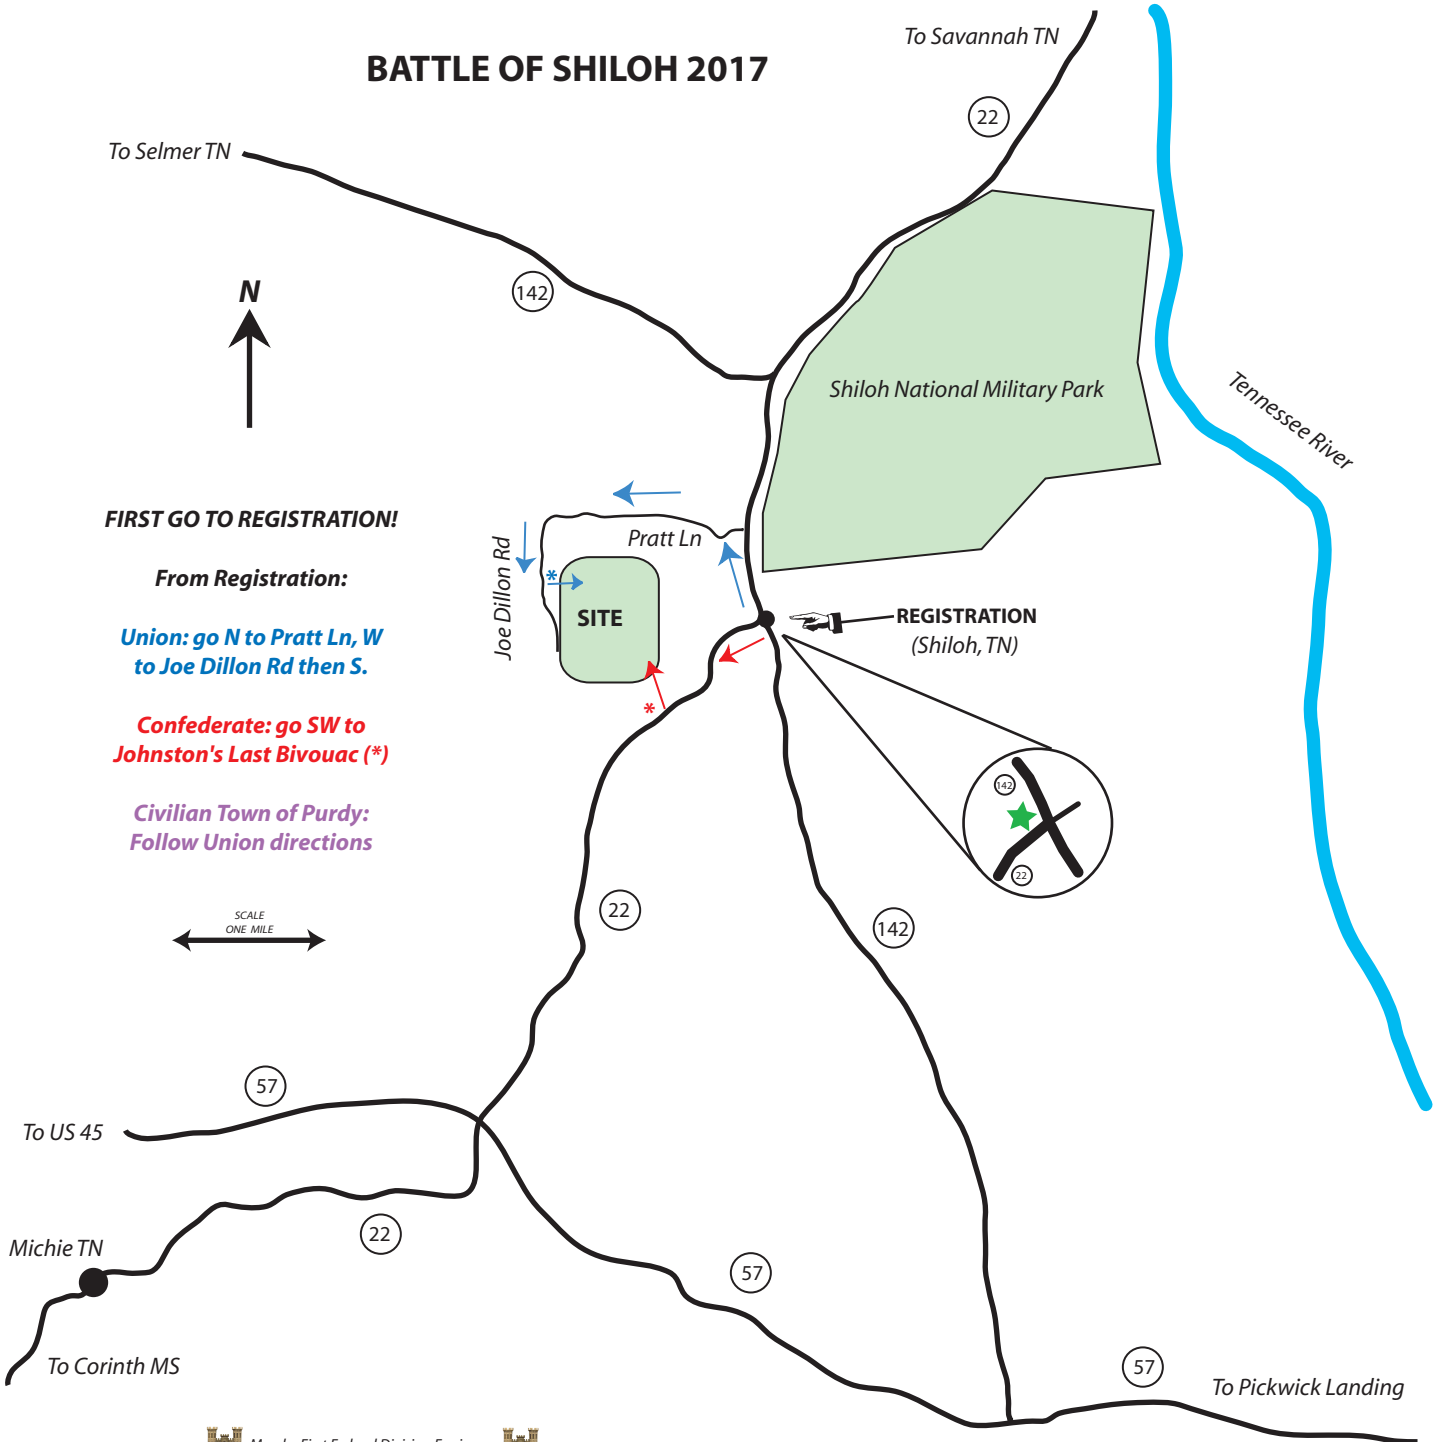 BATTLE OF SHILOH 2017
To Savannah TN
22
To Selmer TN
142
N
Shiloh National Military Park
Tennessee River
FIRST GO TO REGISTRATION!
From Registration:
Union: go N to Pratt Ln, W
to Joe Dillon Rd then S.
Confederate: go SW to
Johnston's Last Bivouac (*)
Civilian Town of Purdy:
Follow Union directions
Pratt Ln
Joe Dillon Rd
*
SITE
*
REGISTRATION
(Shiloh, TN)
142
22
SCALE
ONE MILE
22
142
57
To US 45
22
Michie TN
To Corinth MS
57
57
To Pickwick Landing